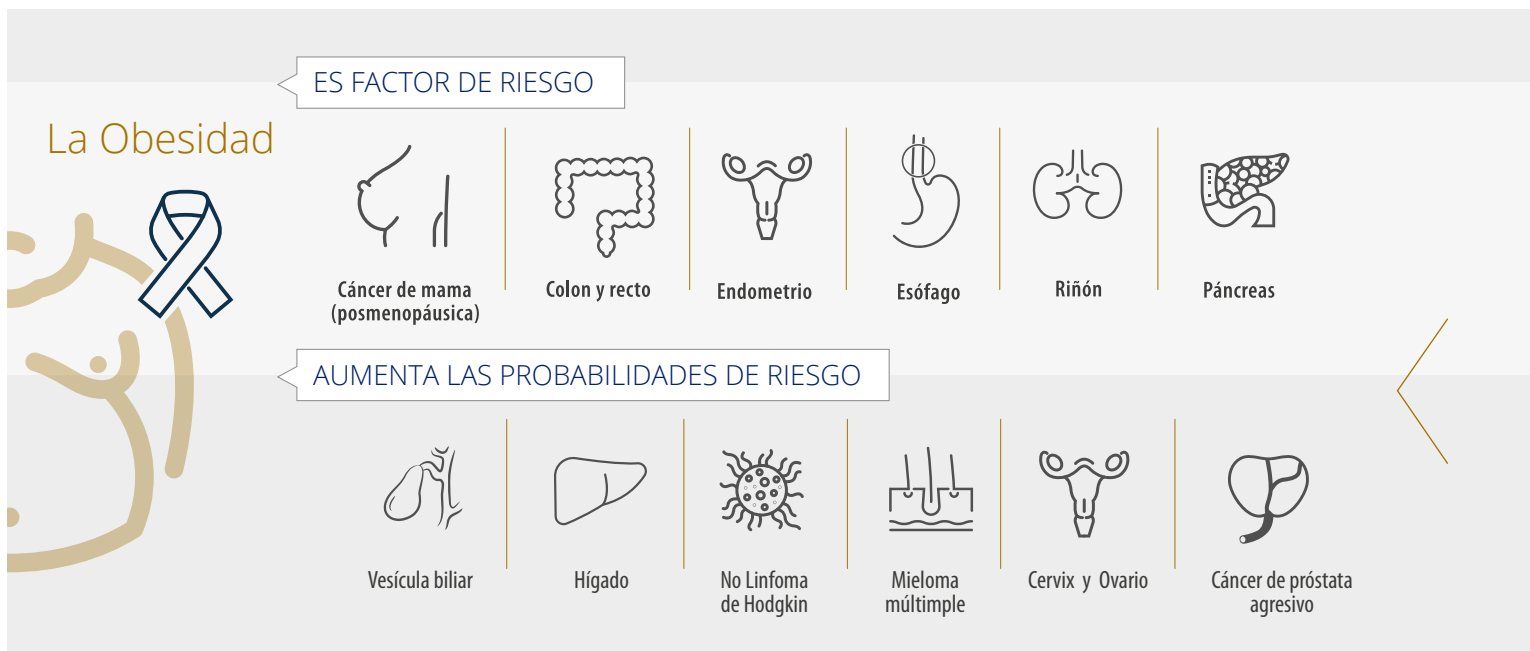 La Obesidad
ES FACTOR DE RIESGO
Cáncer de mama
(posmenopáusica)
Colon y recto
Endometrio
Esófago
Riñón
Páncreas
AUMENTA LAS PROBABILIDADES DE RIESGO
Vesícula biliar
Hígado
No Linfoma
de Hodgkin
Mieloma
múltimple
Cervix y Ovario
Cáncer de próstata
agresivo